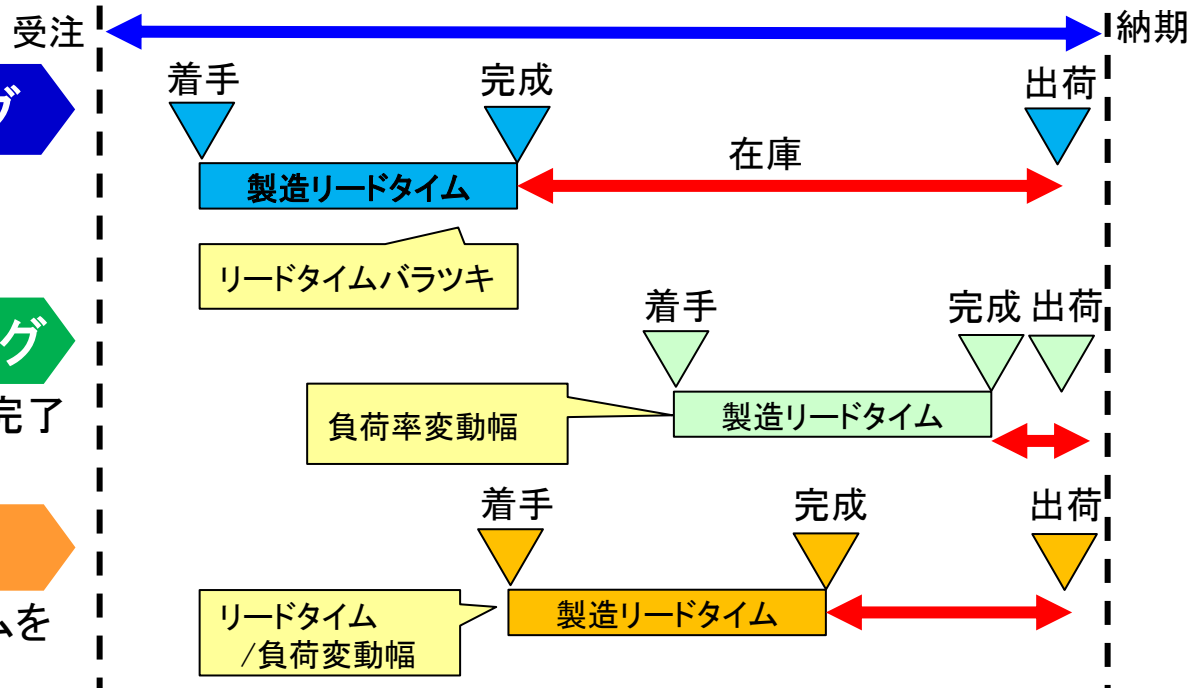 受注
納期
着手
完成
出荷
グ
在庫
製造リードタイム
リードタイムバラツキ
着手
完成
出荷
グ
完了
製造リードタイム
負荷率変動幅
着手
完成
出荷
製造リードタイム
リードタイム
/負荷変動幅
ムを